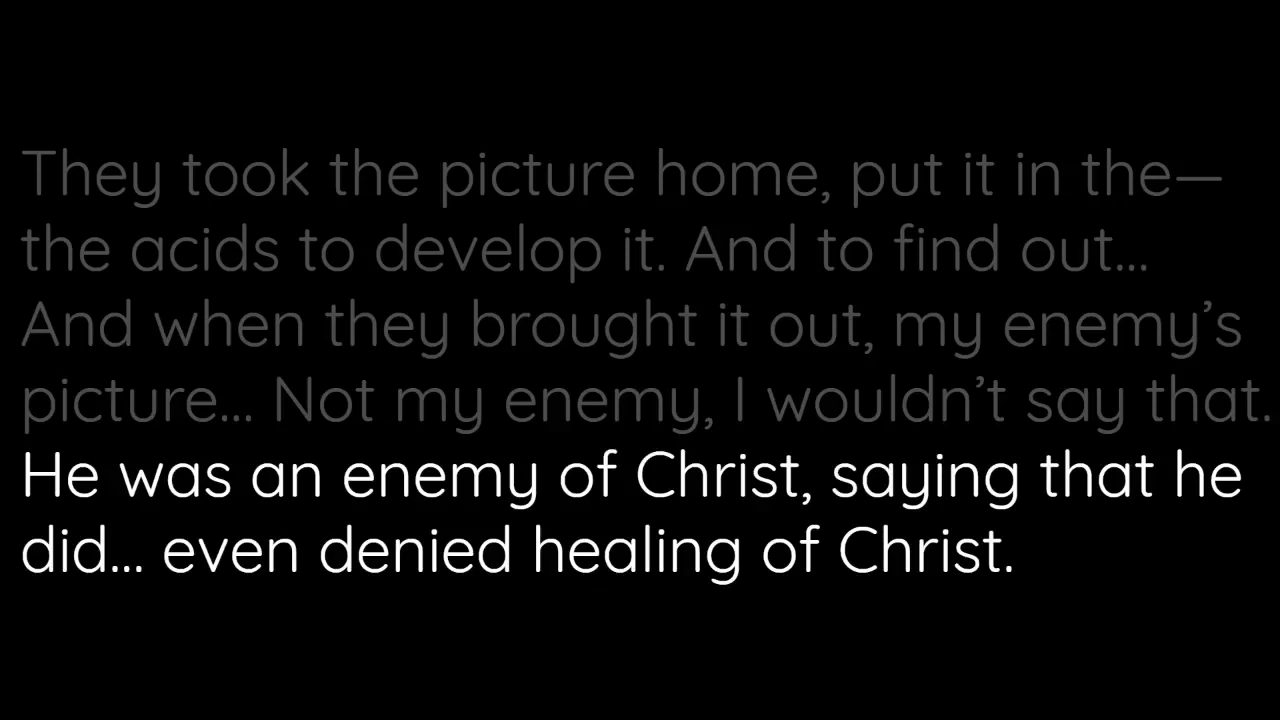 They took the picture home, put it in the—
the acids to develop it. And to find out...
And when they brought it out, my enemy’s
picture... Not my enemy, I wouldn’t say that.
He was an enemy of Christ, saying that he
did... even denied healing of Christ.